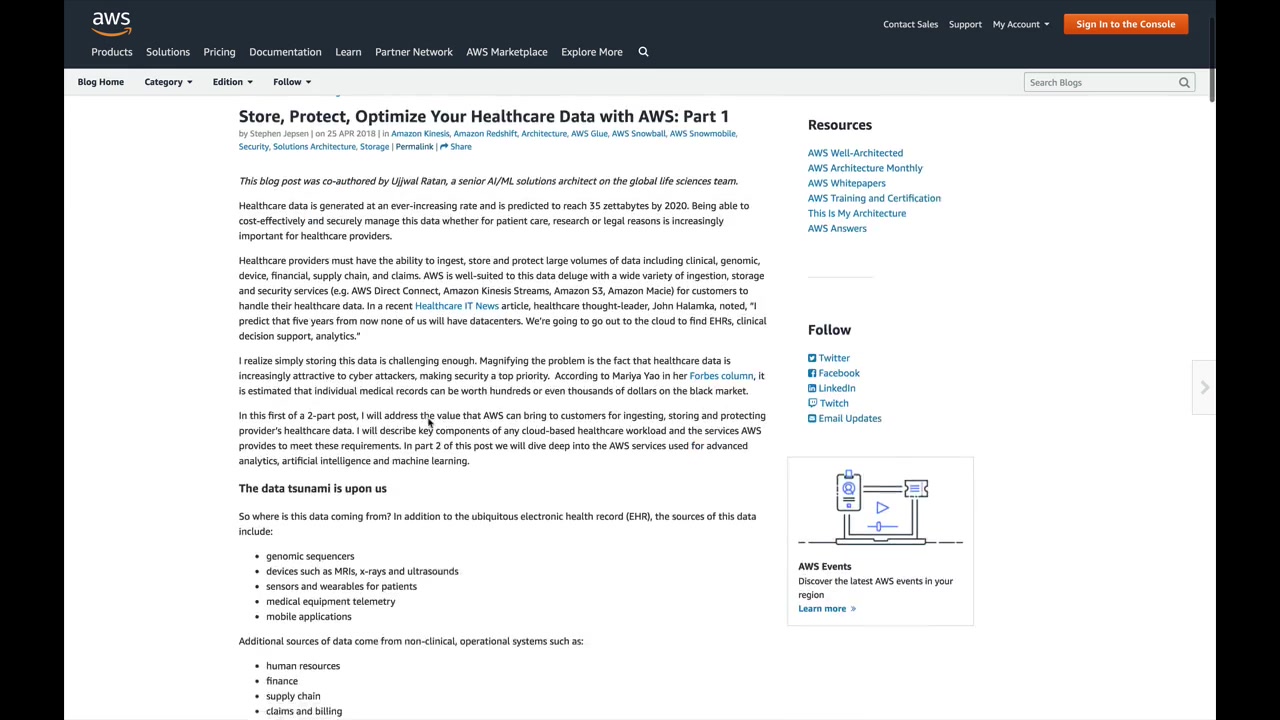 aws
Contact Sales Support My Account Sign In to the Console
Products Solutions Pricing Documentation Learn Partner Network AWS Marketplace Explore More
Blog Home Category Edition Follow Search Blogs
Store, Protect, Optimize Your Healthcare Data with AWS: Part 1
by Stephen Jepsen | on 25 APR 2018 | in Amazon Kinesis, Amazon Redshift, Architecture, AWS Glue, AWS Snowball, AWS Snowmobile,
Security, Solutions Architecture, Storage | Permalink | Share
This blog post was co-authored by Ujjwal Ratan, a senior AI/ML solutions architect on the global life sciences team.
Healthcare data is generated at an ever-increasing rate and is predicted to reach 35 zettabytes by 2020. Being able to
cost-effectively and securely manage this data whether for patient care, research or legal reasons is increasingly
important for healthcare providers.
Healthcare providers must have the ability to ingest, store and protect large volumes of data including clinical, genomic,
device, financial, supply chain, and claims. AWS is well-suited to this data deluge with a wide variety of ingestion, storage
and security services (e.g. AWS Direct Connect, Amazon Kinesis Streams, Amazon S3, Amazon Macie) for customers to
handle their healthcare data. In a recent Healthcare IT News article, healthcare thought-leader, John Halamka, noted, “I
predict that five years from now none of us will have datacenters. We’re going to go out to the cloud to find EHRs, clinical
decision support, analytics.”
I realize simply storing this data is challenging enough. Magnifying the problem is the fact that healthcare data is
increasingly attractive to cyber attackers, making security a top priority. According to Mariya Yao in her Forbes column, it
is estimated that individual medical records can be worth hundreds or even thousands of dollars on the black market.
In this first of a 2-part post, I will address the value that AWS can bring to customers for ingesting, storing and protecting
provider’s healthcare data. I will describe key components of any cloud-based healthcare workload and the services AWS
provides to meet these requirements. In part 2 of this post we will dive deep into the AWS services used for advanced
analytics, artificial intelligence and machine learning.
The data tsunami is upon us
So where is this data coming from? In addition to the ubiquitous electronic health record (EHR), the sources of this data
include:
• genomic sequencers
• devices such as MRIs, x-rays and ultrasounds
• sensors and wearables for patients
• medical equipment telemetry
• mobile applications
Additional sources of data come from non-clinical, operational systems such as:
• human resources
• finance
• supply chain
• claims and billing
Resources
AWS Well-Architected
AWS Architecture Monthly
AWS Whitepapers
AWS Training and Certification
This Is My Architecture
AWS Answers
Follow
Twitter
Facebook
LinkedIn
Twitch
Email Updates
AWS Events
Discover the latest AWS events in your
region
Learn more »